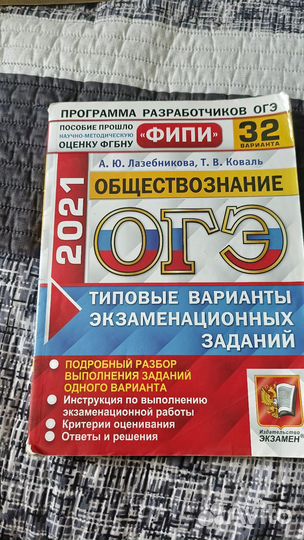 ПРОГРАММА РАЗРАБОТЧИКОВ ОГЭ
ПОСОБИЕ ПРОШЛО
НАУЧНО-МЕТОДИЧЕСКУЮ
ОЦЕНКУ ФГБНУ
«ФИПИ»
32
ВАРИАНТА
А. Ю. Лазебникова, Т. В. Коваль
2021
ОБЩЕСТВОЗНАНИЕ
ОГЭ
ТИПОВЫЕ ВАРИАНТЫ
ЭКЗАМЕНАЦИОННЫХ
ЗАДАНИЙ
ПОДРОБНЫЙ РАЗБОР
ВЫПОЛНЕНИЯ ЗАДАНИЙ
ОДНОГО ВАРИАНТА
Инструкция по выполнению
экзаменационной работы
Критерии оценивания
Ответы и решения
Издательство
ЭКЗАМЕН
Avito